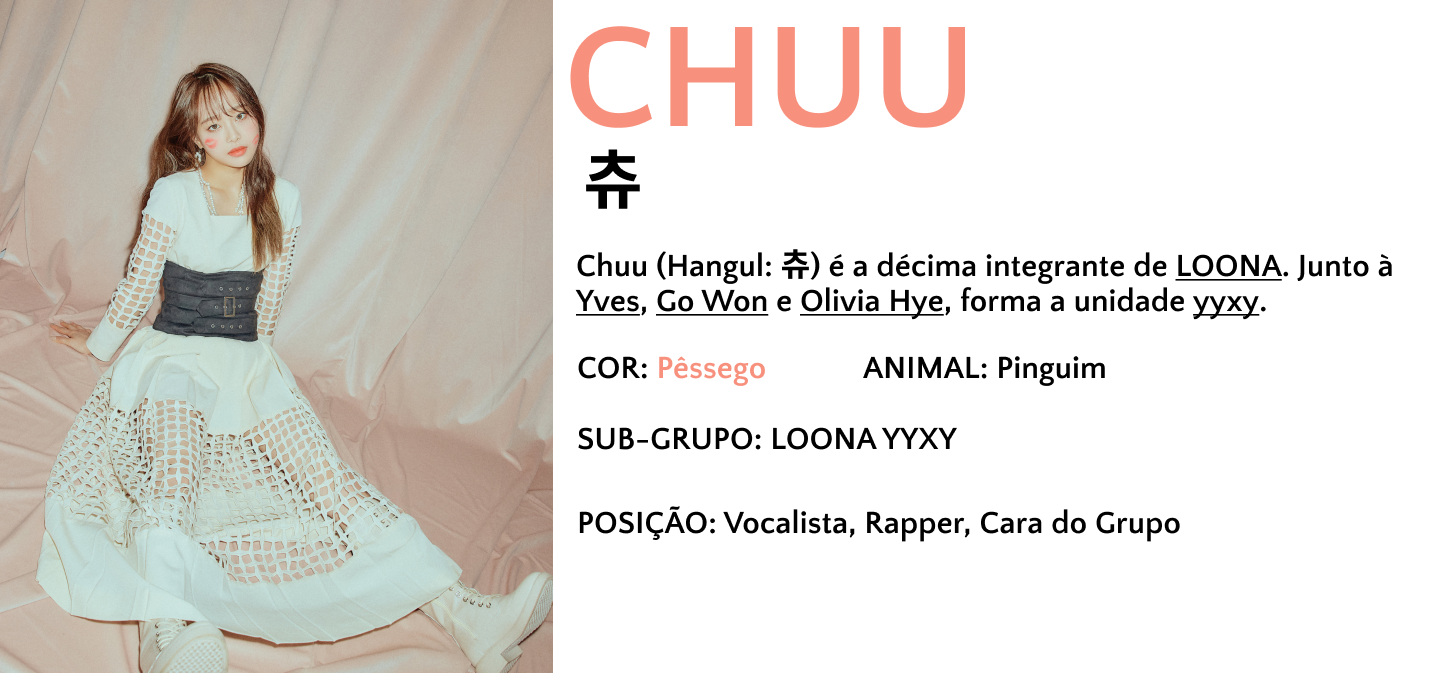 CHUU
츄
Chuu (Hangul: 츄) é a décima integrante de LOONA. Junto à
Yves, Go Won e Olivia Hye, forma a unidade yyxy.
COR: Pêssego ANIMAL: Pinguim
SUB-GRUPO: LOONA YYXY
POSIÇÃO: Vocalista, Rapper, Cara do Grupo